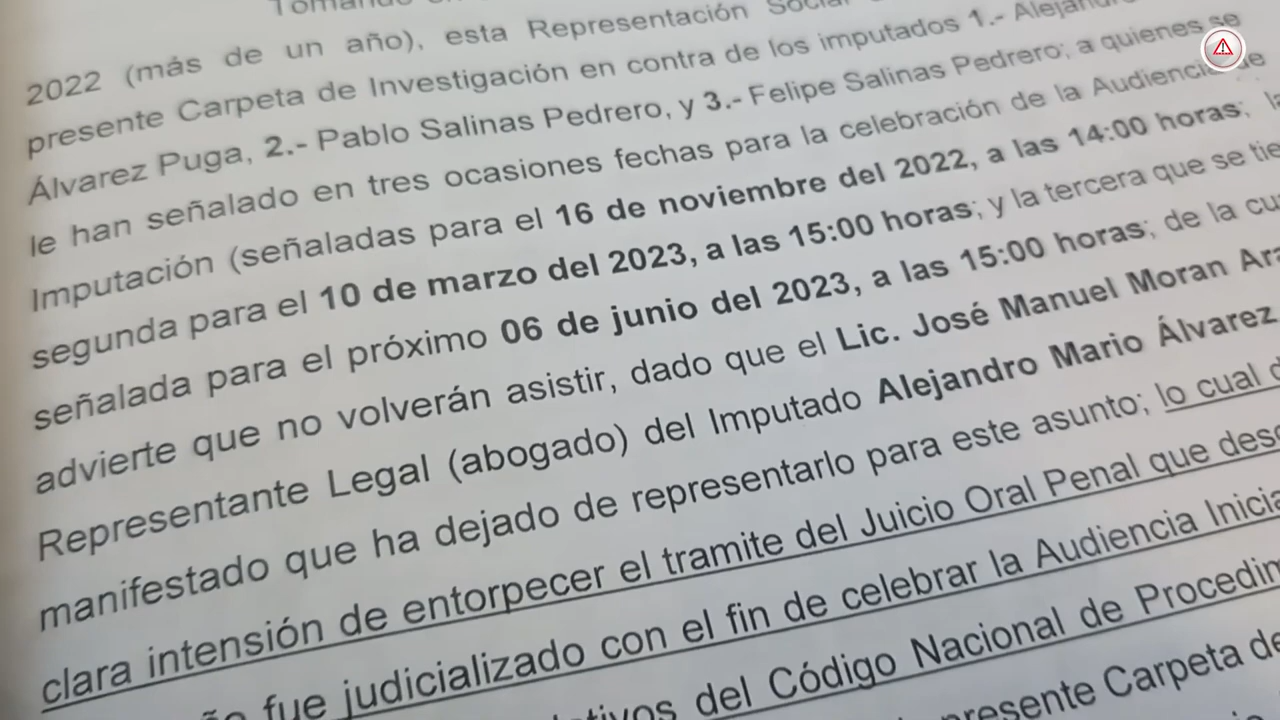 2022 (más de un año), esta Representación Social
presente Carpeta de Investigación en contra de los imputados 1.-
Álvarez Puga, 2.- Pablo Salinas Pedrero, y 3.- Felipe Salinas Pedrero; a quienes se
le han señalado en tres ocasiones fechas para la celebración de la Audiencia de
Imputación (señaladas para el 16 de noviembre del 2022, a las 14:00 horas;
segunda para el 10 de marzo del 2023, a las 15:00 horas; y la tercera que se
señalada para el próximo 06 de junio del 2023, a las 15:00 horas; de la
advierte que no volverán asistir, dado que el Lic. José Manuel Moran
Representante Legal (abogado) del Imputado Alejandro Mario Álvarez
manifestado que ha dejado de representarlo para este asunto; lo cual
clara intensión de entorpecer el tramite del Juicio Oral Penal que
fue judicializado con el fin de celebrar la Audiencia
del Código Nacional de
presente Carpeta de